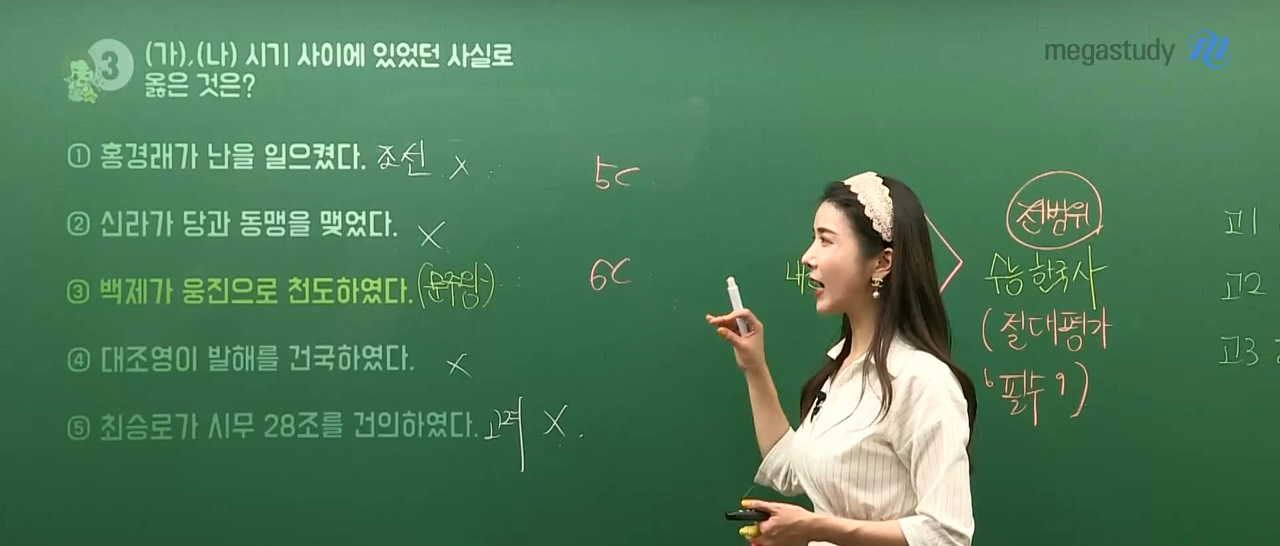 3 (가),(나) 시기 사이에 있었던 사실로
옳은 것은?
megastudy
① 홍경래가 난을 일으켰다. 조선 X
② 신라가 당과 동맹을 맺었다. X
③ 백제가 웅진으로 천도하였다. (문주왕)
④ 대조영이 발해를 건국하였다. X
⑤ 최승로가 시무 28조를 건의하였다. 고려 X
5C
6C
전범위
수능 한국사
(절대평가
필수)
고1
고2
고3